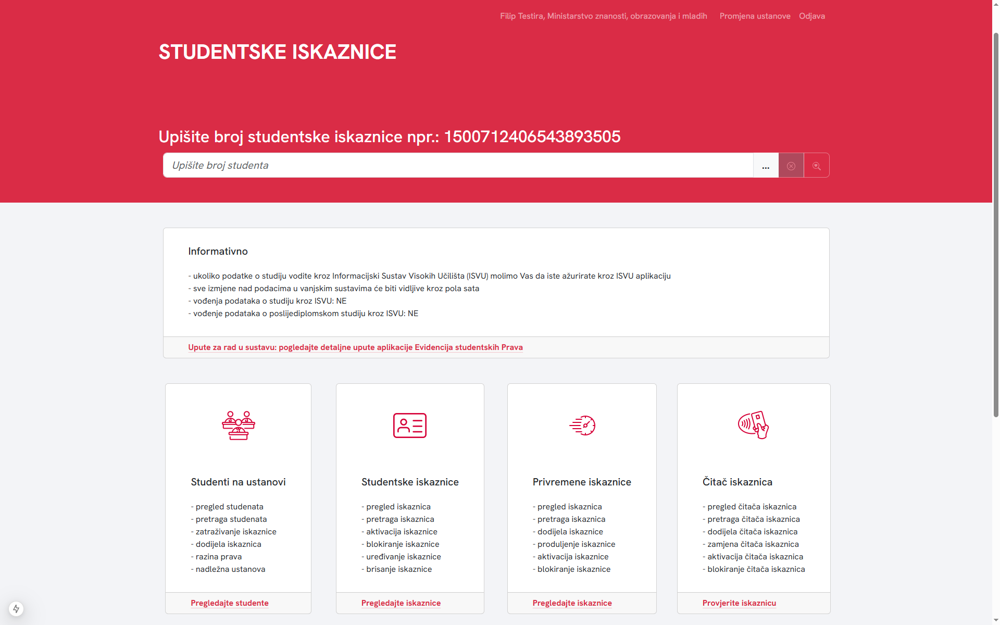 Filip Testira, Ministarstvo znanosti, obrazovanja i mladih Promjena ustanove Odjava
STUDENTSKE ISKAZNICE
Upišite broj studentske iskaznice npr.: 1500712406543893505
Upišite broj studenta
...
Informativno
- ukoliko podatke o studiju vodite kroz Informacijski Sustav Visokih Učilišta (ISVU) molimo Vas da iste ažurirate kroz ISVU aplikaciju
- sve izmjene nad podacima u vanjskim sustavima će biti vidljive kroz pola sata
- vođenja podataka o studiju kroz ISVU: NE
- vođenje podataka o poslijediplomskom studiju kroz ISVU: NE
Upute za rad u sustavu: pogledajte detaljne upute aplikacije Evidencija studentskih Prava
Studenti na ustanovi
- pregled studenata
- pretraga studenata
- zatraživanje iskaznice
- dodijela iskaznica
- razina prava
- nadležna ustanova
Pregledajte studente
Studentske iskaznice
- pregled iskaznica
- pretraga iskaznica
- aktivacija iskaznice
- blokiranje iskaznice
- uređivanje iskaznice
- brisanje iskaznice
Pregledajte iskaznice
Privremene iskaznice
- pregled iskaznica
- pretraga iskaznica
- dodijela iskaznice
- produljenje iskaznice
- aktivacija iskaznice
- blokiranje iskaznice
Pregledajte iskaznice
Čitač iskaznica
- pregled čitača iskaznica
- pretraga čitača iskaznica
- dodijela čitača iskaznica
- zamjena čitača iskaznica
- aktivacija čitača iskaznica
- blokiranje čitača iskaznica
Provjerite iskaznicu